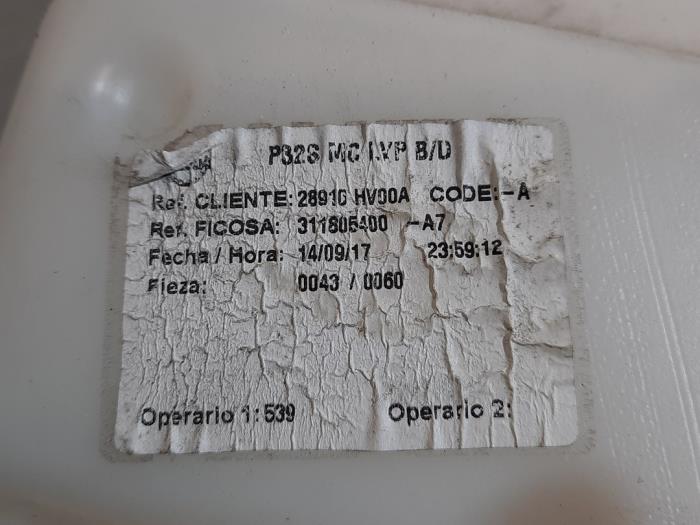 P32S MC LVP B/D
Ref. CLIENTE: 28910 HV00A CODE:-A
Ref. FICOSA: 311805400 -A7
Fecha / Hora: 14/09/17 23:59:12
Pieza: 0043 / 0060
Operario 1: 539 Operario 2: